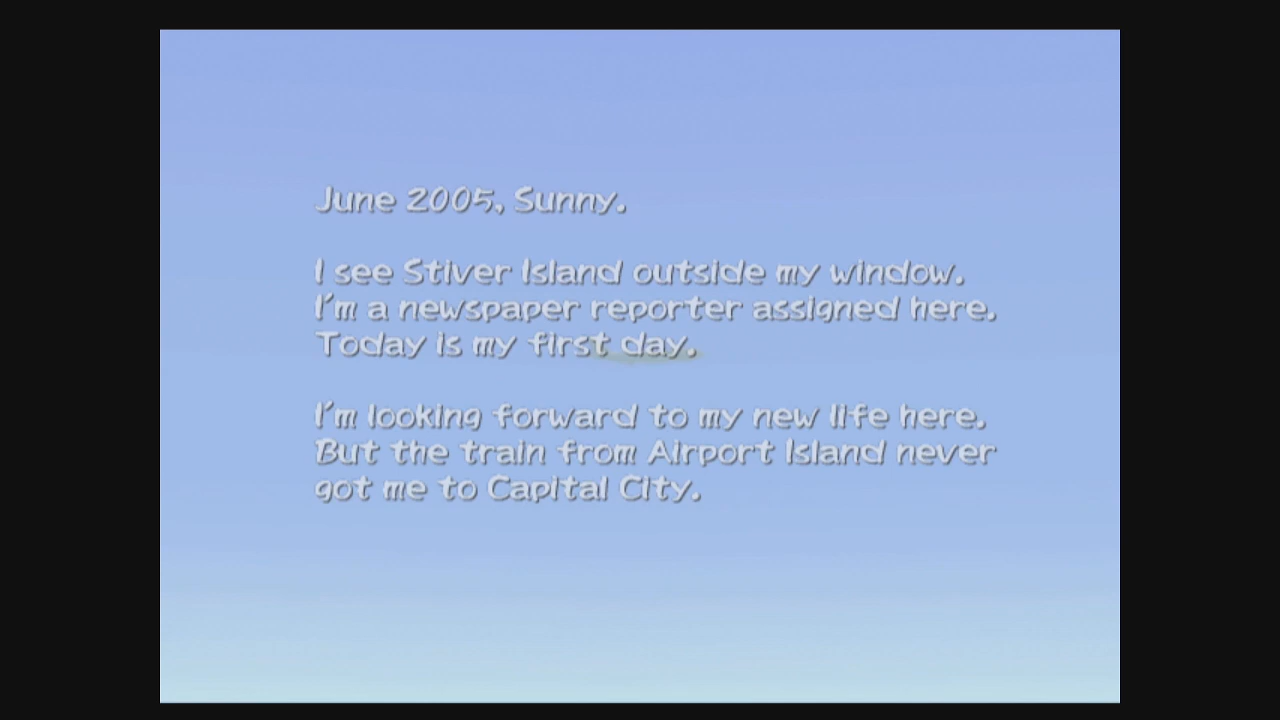 June 2005, Sunny.
I see Stiver Island outside my window.
I'm a newspaper reporter assigned here.
Today is my first day.
I'm looking forward to my new life here.
But the train from Airport Island never
got me to Capital City.